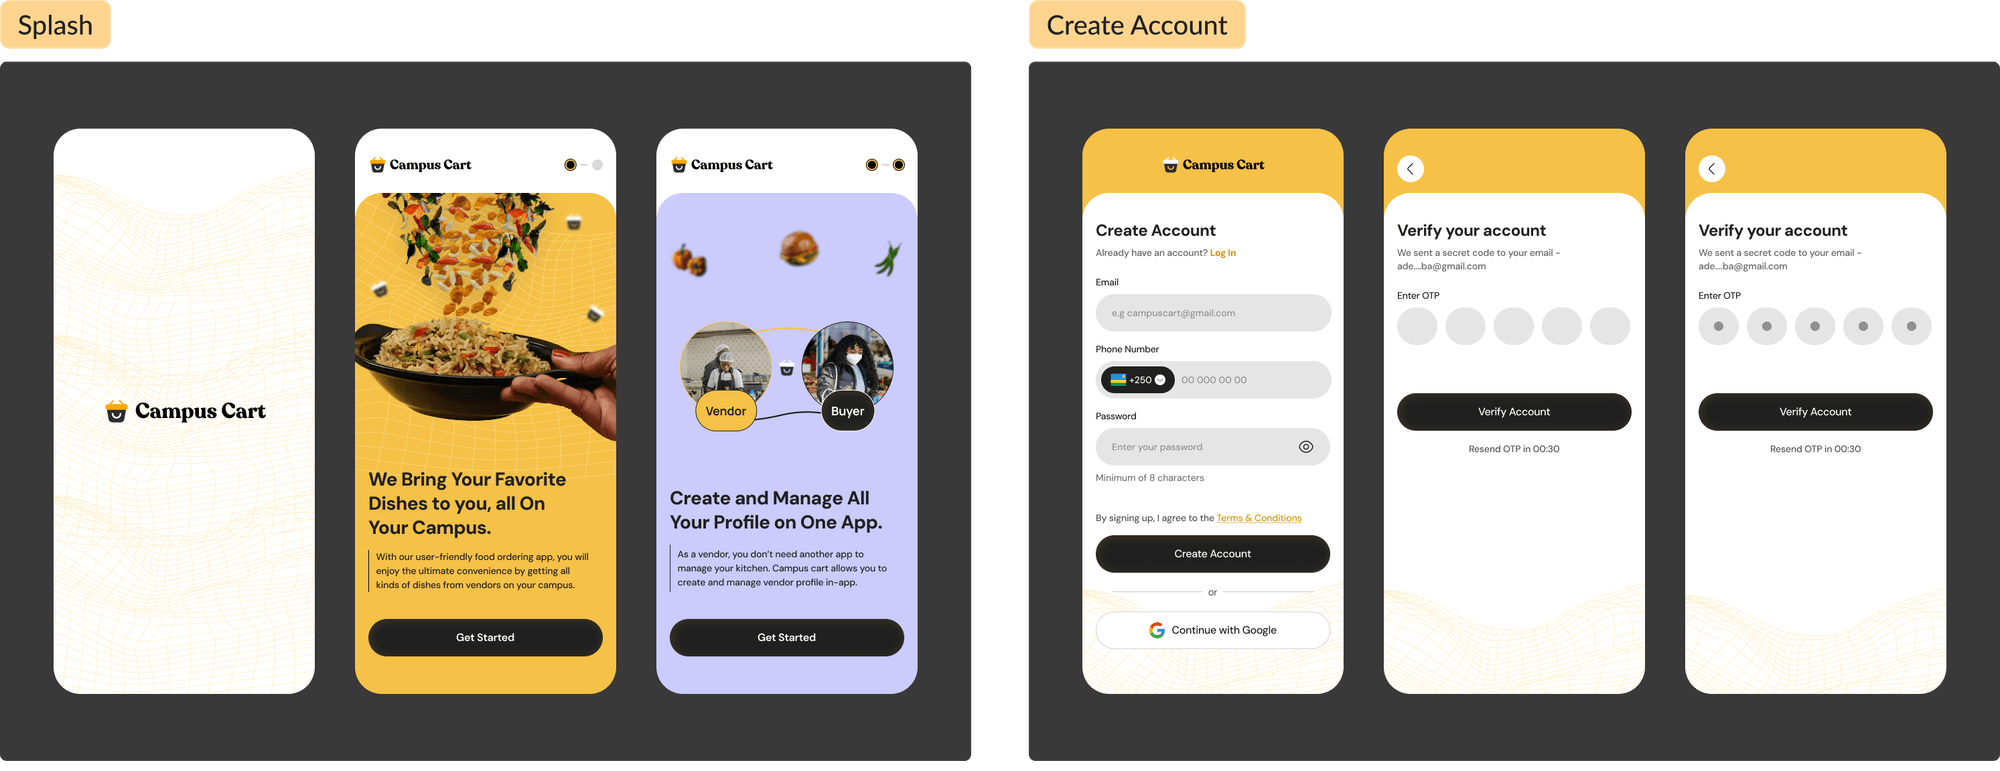 Splash
Campus Cart
Campus Cart
We Bring Your Favorite
Dishes to you, all On
Your Campus.
With our user-friendly food ordering app, you will
enjoy the ultimate convenience by getting all
kinds of dishes from vendors on your campus.
Get Started
Campus Cart
Vendor
Buyer
Create and Manage All
Your Profile on One App.
As a vendor, you don't need another app to
manage your kitchen. Campus cart allows you to
create and manage vendor profile in-app.
Get Started
Create Account
Campus Cart
Create Account
Already have an account? Log In
Email
e.g campuscart@gmail.com
Phone Number
+250 00 000 00 00
Password
Enter your password
Minimum of 8 characters
By signing up, I agree to the Terms & Conditions
Create Account
or
Continue with Google
Verify your account
We sent a secret code to your email -
ade....ba@gmail.com
Enter OTP
Verify Account
Resend OTP in 00:30
Verify your account
We sent a secret code to your email -
ade....ba@gmail.com
Enter OTP
Verify Account
Resend OTP in 00:30